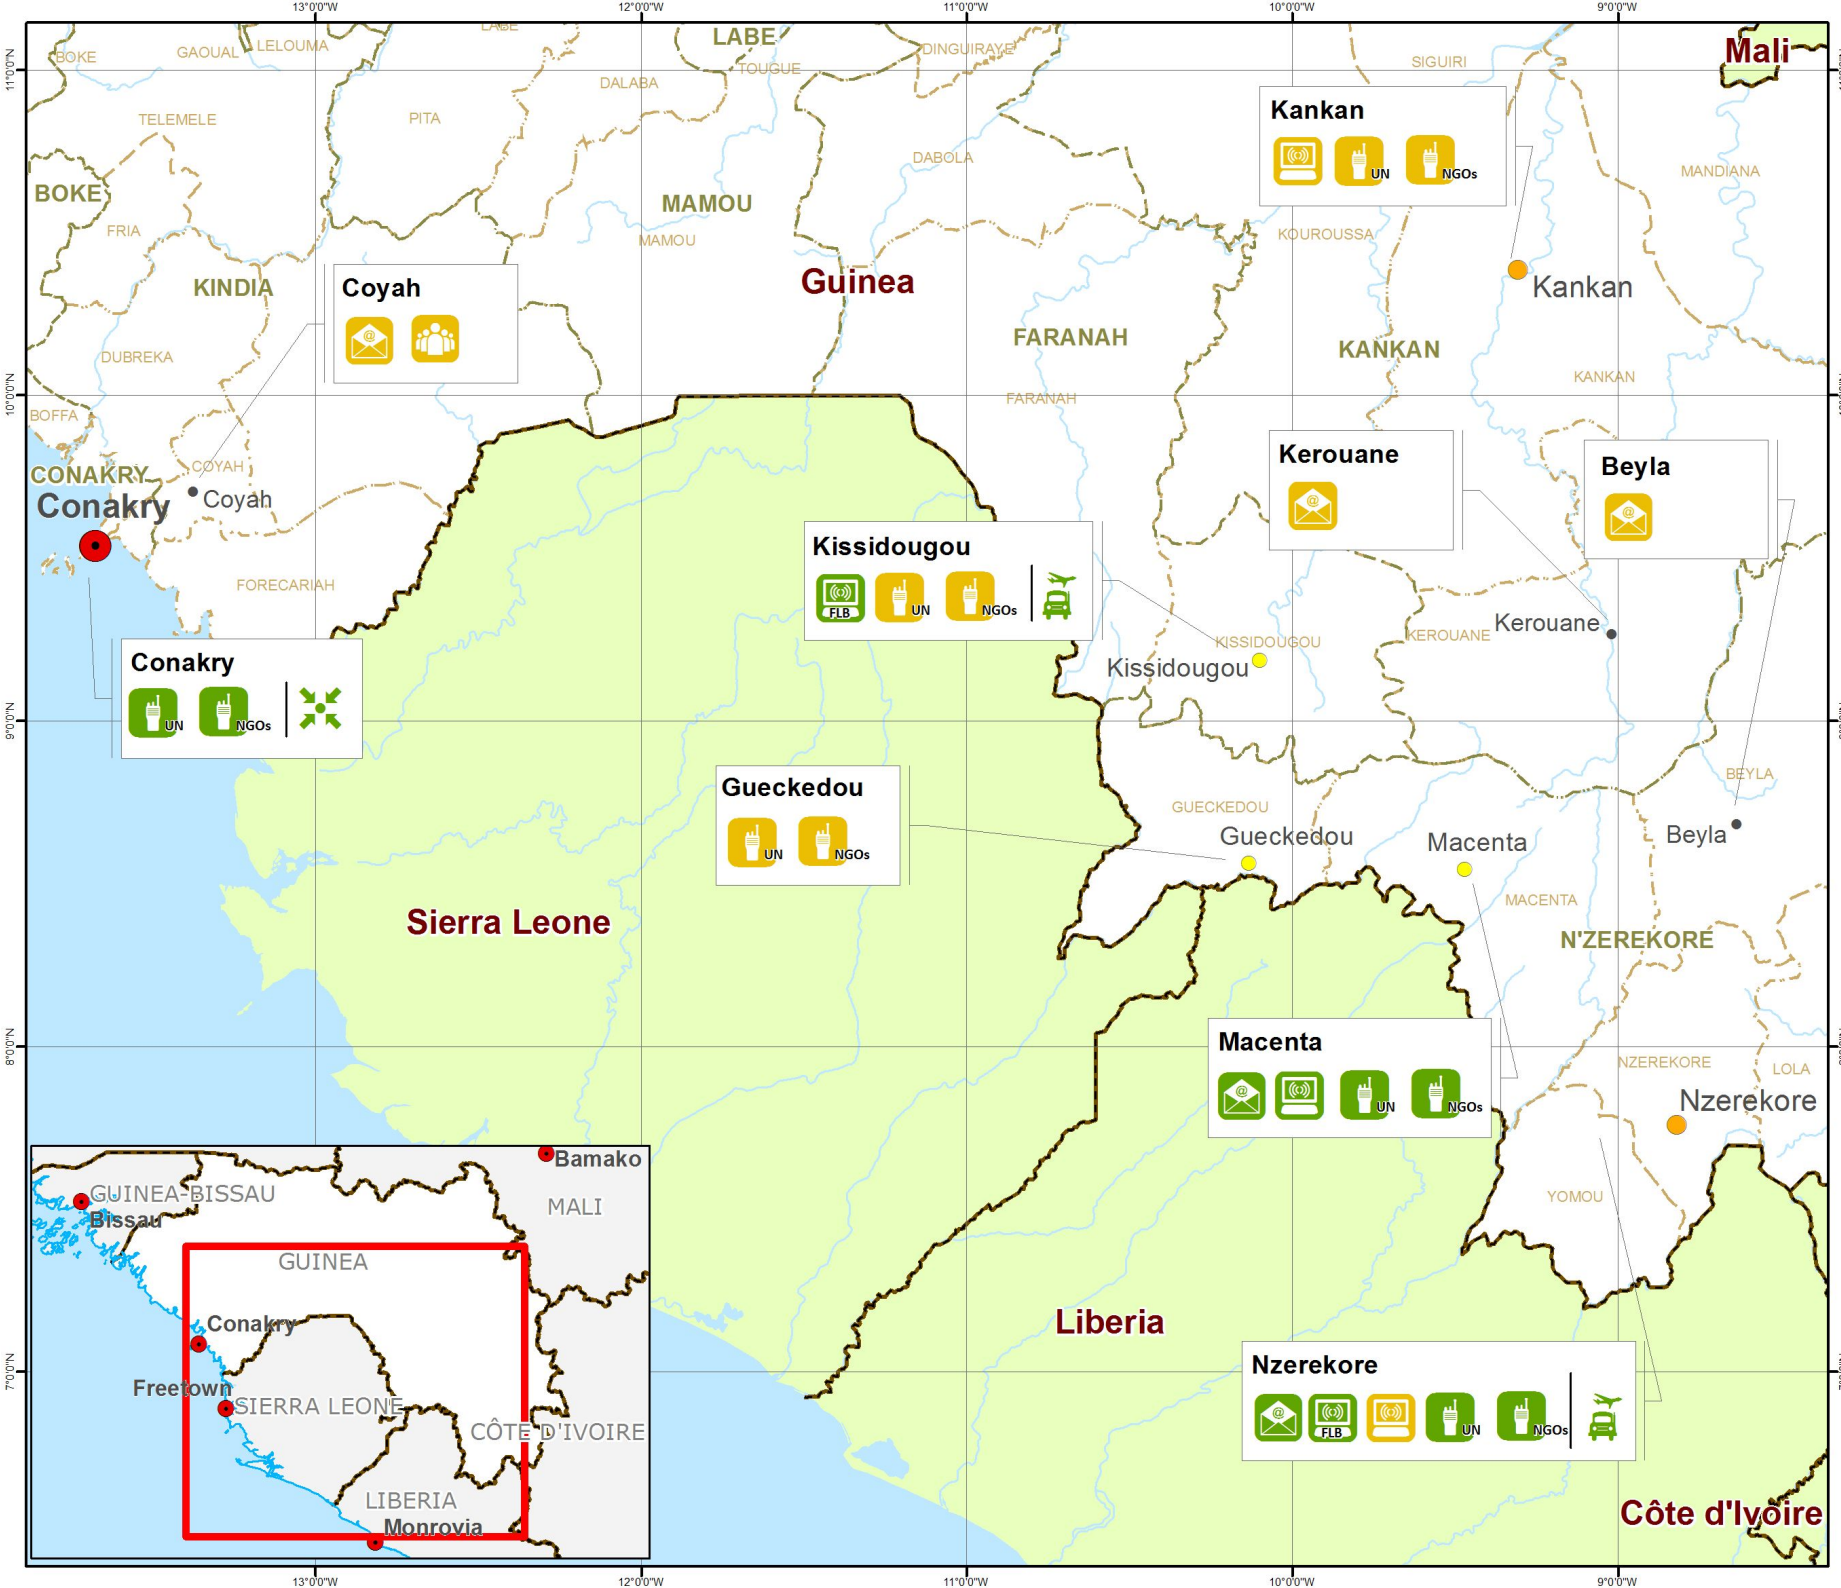 13°0'0"W
12°0'0"W
11°0'0"W
10°0'0"W
9°0'0"W
11°0'0"N
10°0'0"N
9°0'0"N
8°0'0"N
7°0'0"N
BOKE
GAOUAL
LELOUMA
LABE
LABE
TOUGUE
DINGUIRAYE
SIGUIRI
Mali
TELEMELE
PITA
DALABA
DABOLA
MANDIANA
Kankan
UN
NGOs
BOKE
FRIA
MAMOU
MAMOU
KOUROUSSA
KINDIA
Guinea
Kankan
Coyah
FARANAH
KANKAN
DUBREKA
KANKAN
FARANAH
BOFFA
CONAKRY
Conakry
COYAH
Coyah
Kerouane
Beyla
FORECARIAH
Kissidougou
FLB
UN
NGOs
KISSIDOUGOU
Kissidougou
KEROUANE
Kerouane
Conakry
UN
NGOs
BEYLA
Beyla
Gueckedou
UN
NGOs
GUECKEDOU
Gueckedou
Macenta
MACENTA
Sierra Leone
N'ZEREKORE
Macenta
UN
NGOs
NZEREKORE
LOLA
Nzerekore
YOMOU
Liberia
Nzerekore
FLB
UN
NGOs
Côte d'Ivoire
Bamako
GUINEA-BISSAU
Bissau
MALI
GUINEA
Conakry
Freetown
SIERRA LEONE
CÔTE D'IVOIRE
LIBERIA
Monrovia
13°0'0"W
12°0'0"W
11°0'0"W
10°0'0"W
9°0'0"W